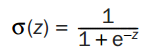 σ(z) = 1 / (1 + e^{-z})